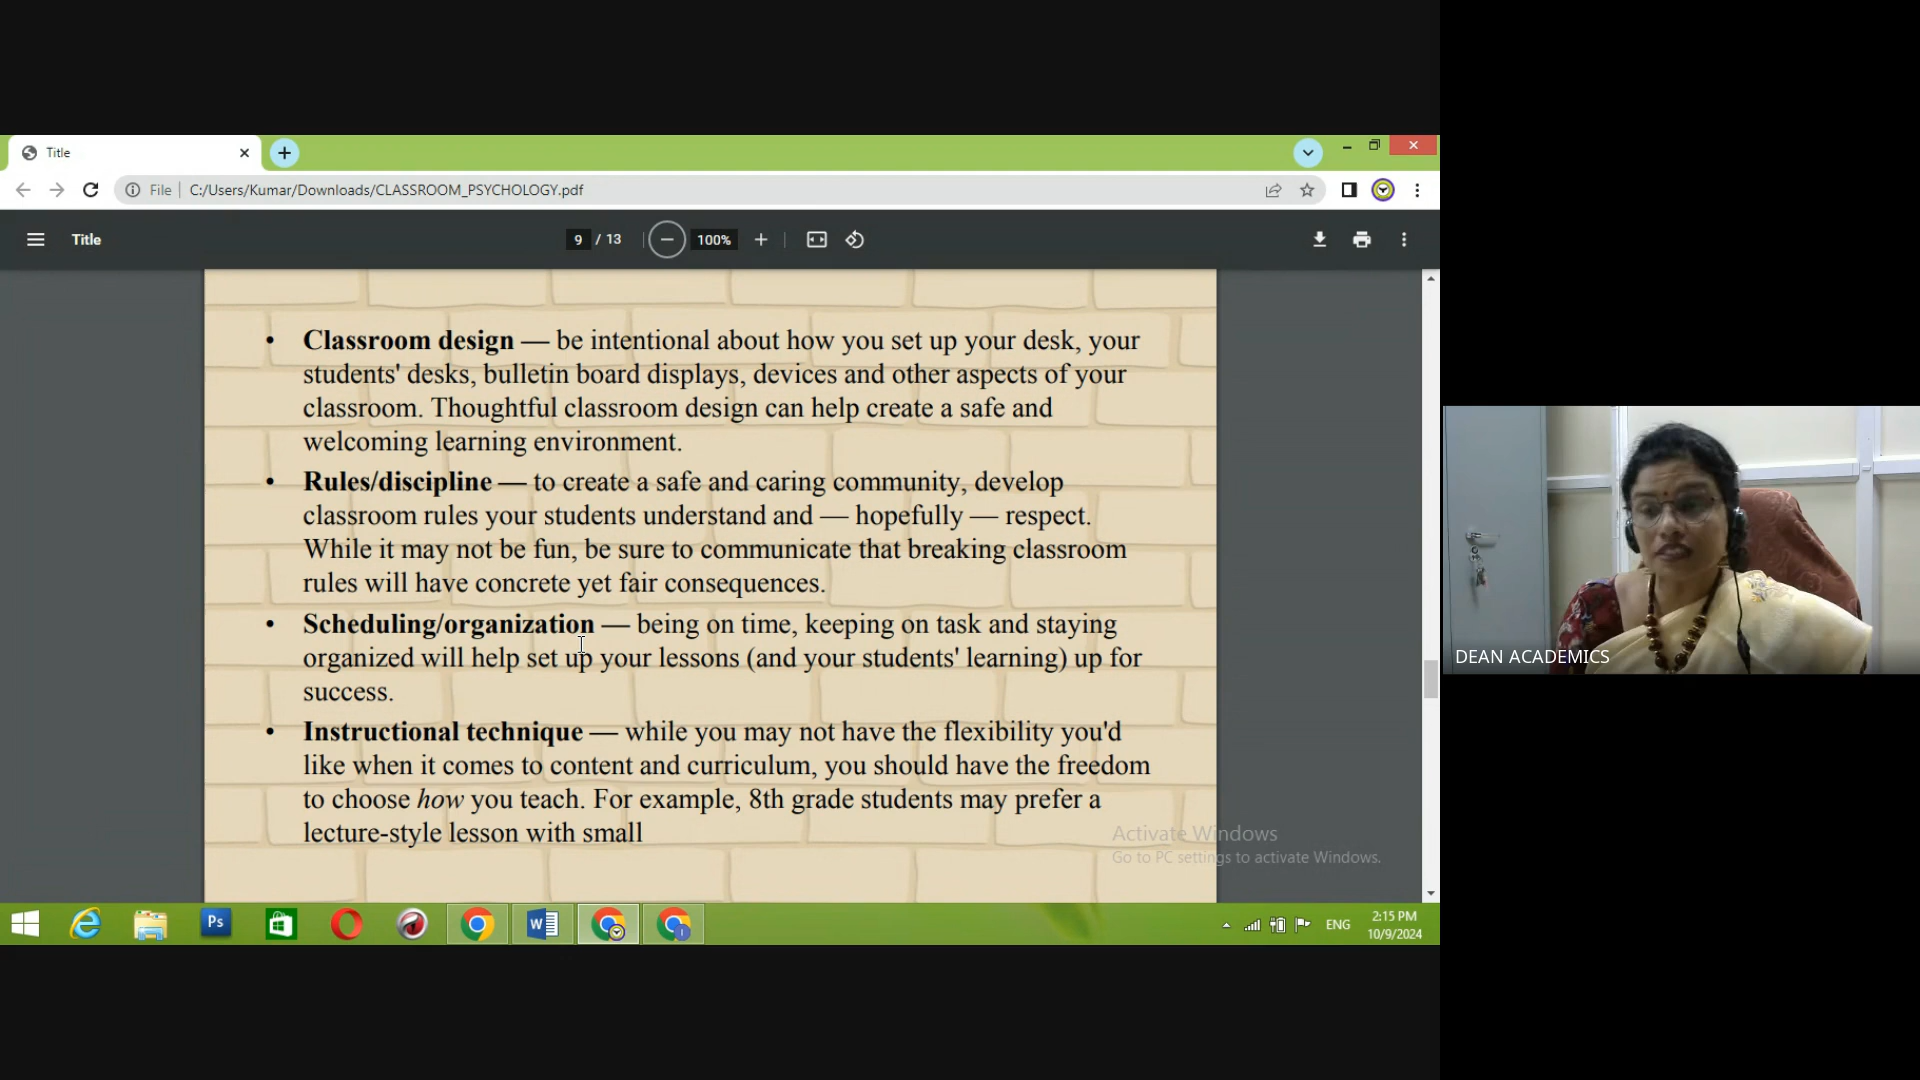 Title
File
C:/Users/Kumar/Downloads/CLASSROOM_PSYCHOLOGY.pdf
Title
9 / 13
100%
• Classroom design — be intentional about how you set up your desk, your
students' desks, bulletin board displays, devices and other aspects of your
classroom. Thoughtful classroom design can help create a safe and
welcoming learning environment.
• Rules/discipline — to create a safe and caring community, develop
classroom rules your students understand and — hopefully — respect.
While it may not be fun, be sure to communicate that breaking classroom
rules will have concrete yet fair consequences.
• Scheduling/organization — being on time, keeping on task and staying
organized will help set up your lessons (and your students' learning) up for
success.
• Instructional technique — while you may not have the flexibility you'd
like when it comes to content and curriculum, you should have the freedom
to choose how you teach. For example, 8th grade students may prefer a
lecture-style lesson with small
Activate Windows
Go to PC settings to activate Windows.
DEAN ACADEMICS
Ps
W
ENG
2:15 PM
10/9/2024